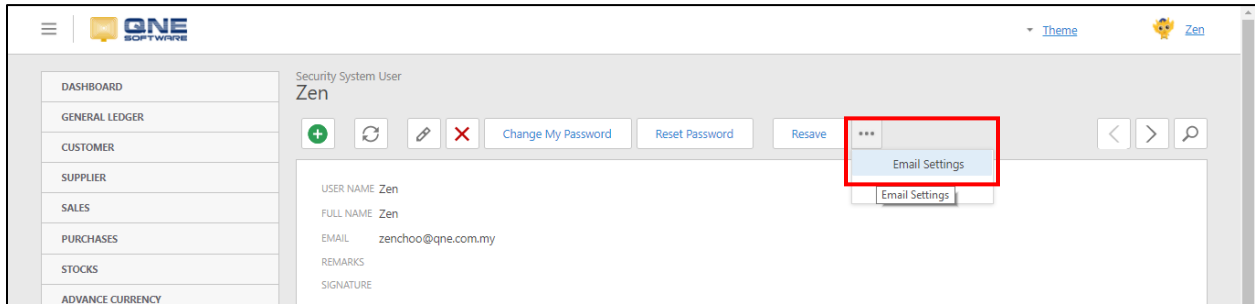 QNE
SOFTWARE
Theme
Zen
DASHBOARD
GENERAL LEDGER
CUSTOMER
SUPPLIER
SALES
PURCHASES
STOCKS
ADVANCE CURRENCY
Security System User
Zen
Change My Password
Reset Password
Resave
Email Settings
Email Settings
USER NAME Zen
FULL NAME Zen
EMAIL zenchoo@qne.com.my
REMARKS
SIGNATURE